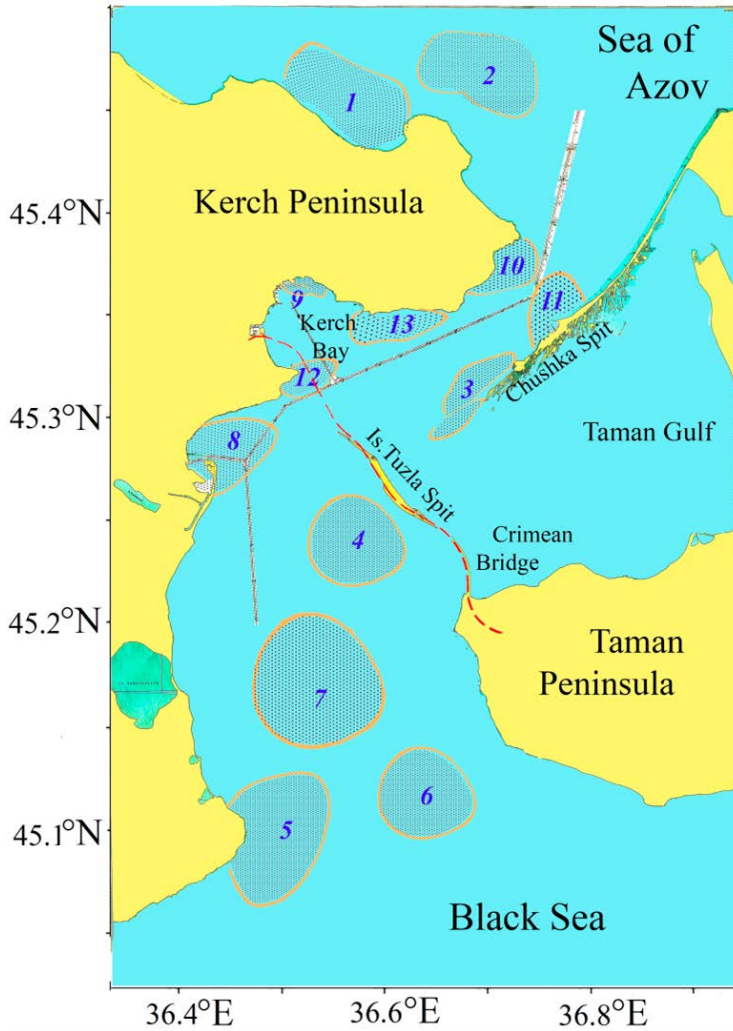 Sea of
Azov
1
2
45.4°N
Kerch Peninsula
10
11
9
Kerch
Bay
13
12
Chushka Spit
3
45.3°N
8
Is.Tuzla Spit
Taman Gulf
4
Crimean
Bridge
45.2°N
Taman
Peninsula
7
6
5
45.1°N
Black Sea
36.4°E
36.6°E
36.8°E